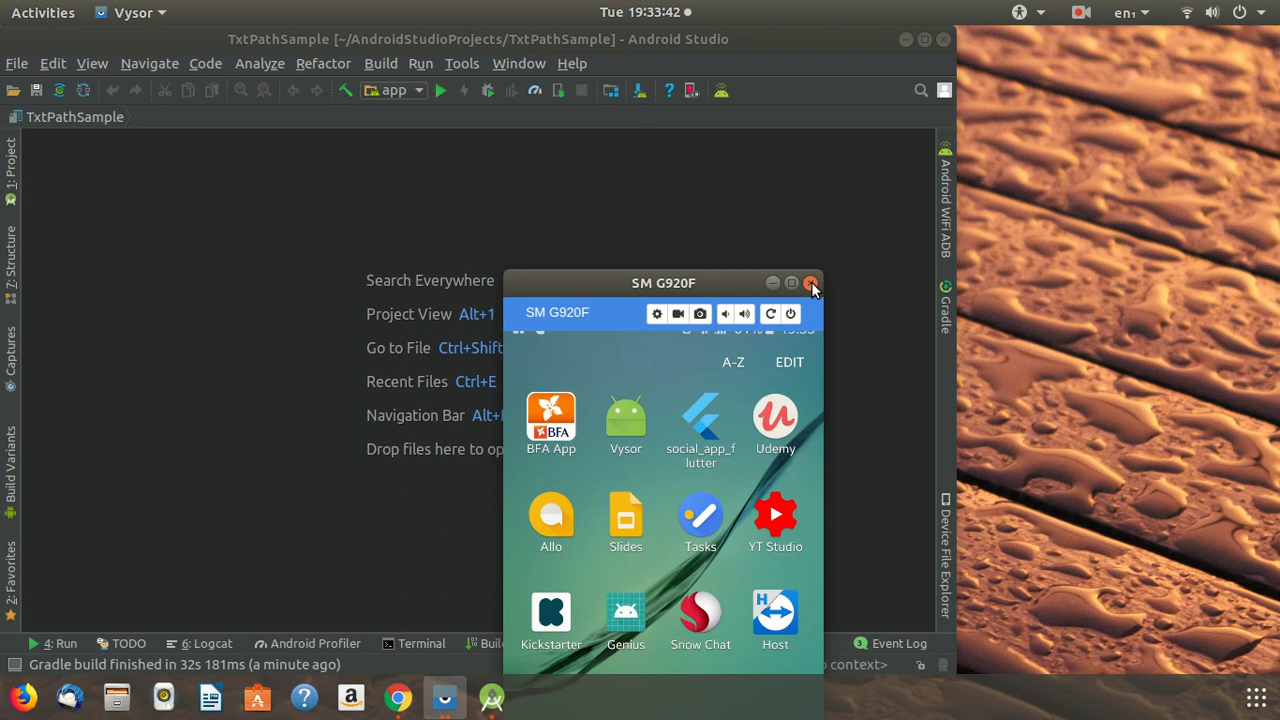 Activities Vysor Tue 19:33:42 en1
TxtPathSample [~/AndroidStudioProjects/TxtPathSample] - Android Studio
File Edit View Navigate Code Analyze Refactor Build Run Tools Window Help
app
TxtPathSample
1: Project
Z: Structure
Captures
Build Variants
2: Favorites
Android WiFi ADB
Gradle
Device File Explorer
Search Everywhere
Project View Alt+1
Go to File Ctrl+Shift
Recent Files Ctrl+E
Navigation Bar Alt+
Drop files here to op
SM G920F
SM G920F
A-Z EDIT
BFA
BFA App Vysor social_app_f
lutter
Udemy
Allo Slides Tasks YT Studio
Kickstarter Genius Snow Chat Host
4: Run TODO 6: Logcat Android Profiler Terminal Buil 3 Event Log
Gradle build finished in 32s 181ms (a minute ago) context>